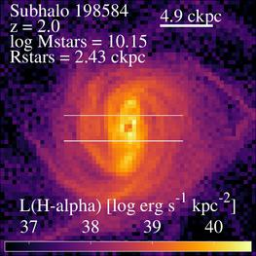 Subhalo 198584
4.9 ckpc
z = 2.0
log Mstars = 10.15
Rstars = 2.43 ckpc
L(H-alpha) [log erg s⁻¹ kpc⁻²]
37 38 39 40